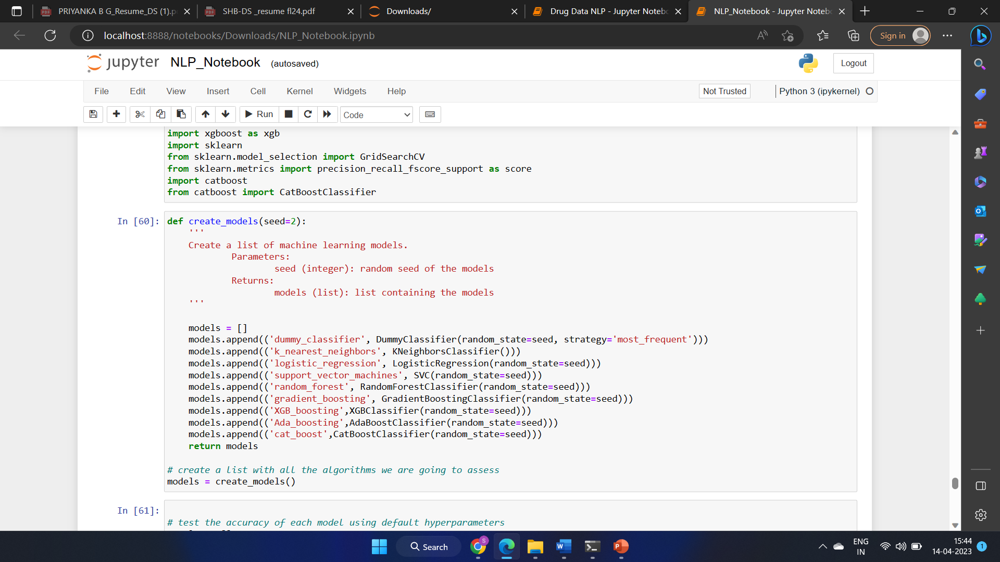 PRIYANKA B G_Resume_DS (1).p
SHB-DS _resume fl24.pdf
Downloads/
Drug Data NLP - Jupyter Notebo
NLP_Notebook - Jupyter Notebo
localhost:8888/notebooks/Downloads/NLP_Notebook.ipynb
Sign in
jupyter NLP_Notebook (autosaved)
Logout
File Edit View Insert Cell Kernel Widgets Help
Not Trusted
Python 3 (ipykernel)
Run
Code
import xgboost as xgb
import sklearn
from sklearn.model_selection import GridSearchCV
from sklearn.metrics import precision_recall_fscore_support as score
import catboost
from catboost import CatBoostClassifier
In [60]:
def create_models(seed=2):
    '''
    Create a list of machine learning models.
            Parameters:
                    seed (integer): random seed of the models
            Returns:
                    models (list): list containing the models
    '''
    models = []
    models.append(('dummy_classifier', DummyClassifier(random_state=seed, strategy='most_frequent')))
    models.append(('k_nearest_neighbors', KNeighborsClassifier()))
    models.append(('logistic_regression', LogisticRegression(random_state=seed)))
    models.append(('support_vector_machines', SVC(random_state=seed)))
    models.append(('random_forest', RandomForestClassifier(random_state=seed)))
    models.append(('gradient_boosting', GradientBoostingClassifier(random_state=seed)))
    models.append(('XGB_boosting',XGBClassifier(random_state=seed)))
    models.append(('Ada_boosting',AdaBoostClassifier(random_state=seed)))
    models.append(('cat_boost',CatBoostClassifier(random_state=seed)))
    return models
# create a list with all the algorithms we are going to assess
models = create_models()
In [61]:
# test the accuracy of each model using default hyperparameters
Search
ENG
IN
15:44
14-04-2023
1